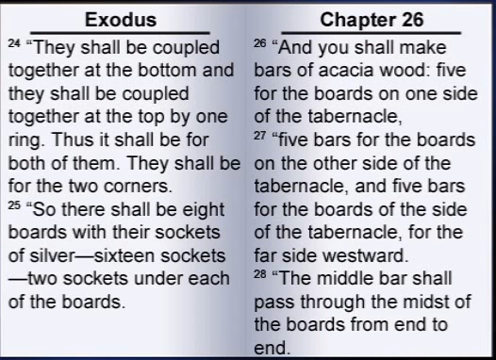 Exodus
24 “They shall be coupled
together at the bottom and
they shall be coupled
together at the top by one
ring. Thus it shall be for
both of them. They shall be
for the two corners.
25 “So there shall be eight
boards with their sockets
of silver—sixteen sockets
—two sockets under each
of the boards.
Chapter 26
26 “And you shall make
bars of acacia wood: five
for the boards on one side
of the tabernacle,
27 “five bars for the boards
on the other side of the
tabernacle, and five bars
for the boards of the side
of the tabernacle, for the
far side westward.
28 “The middle bar shall
pass through the midst of
the boards from end to
end.